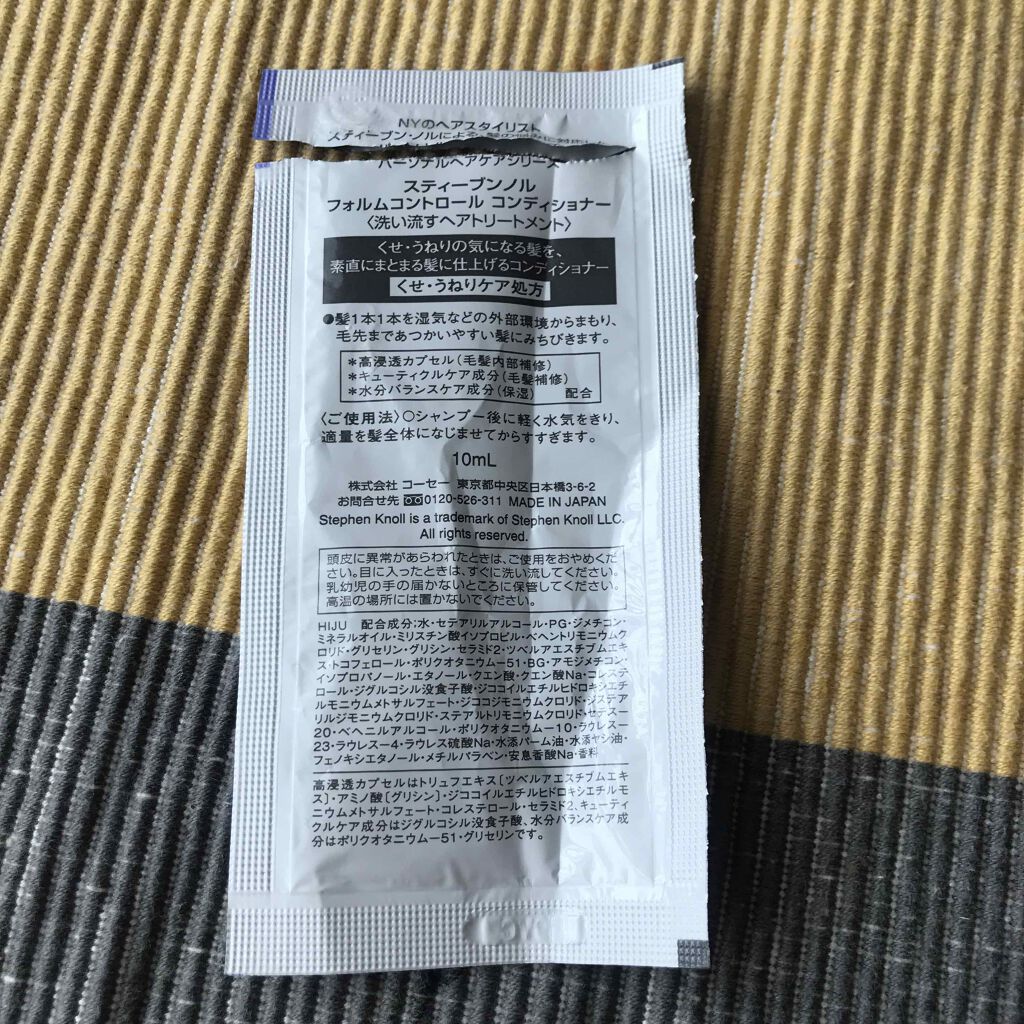 NYのヘアスタイリスト
スティーブン・ノルによる、髪の
パーソナルヘアケアシリーズ
スティーブンノル
フォルムコントロール コンディショナー
〈洗い流すヘアトリートメント〉
くせ・うねりの気になる髪を、
素直にまとまる髪に仕上げるコンディショナー
くせ・うねりケア処方
●髪1本1本を湿気などの外部環境からまもり、
毛先まであつかいやすい髪にみちびきます。
*高浸透カプセル(毛髪内部補修)
*キューティクルケア成分(毛髪補修)
*水分バランスケア成分(保湿) 配合
〈ご使用法〉○シャンプー後に軽く水気をきり、
適量を髪全体になじませてからすすぎます。
10mL
株式会社 コーセー 東京都中央区日本橋3-6-2
お問合せ先 0120-526-311 MADE IN JAPAN
Stephen Knoll is a trademark of Stephen Knoll LLC.
All rights reserved.
頭皮に異常があらわれたときは、ご使用をおやめくだ
さい。目に入ったときは、すぐに洗い流してください。
乳幼児の手の届かないところに保管してください。
高温の場所には置かないでください。
HIJU 配合成分:水・セテアリルアルコール・PG・ジメチコン・
ミネラルオイル・ミリスチン酸イソプロピル・ベヘントリモニウムク
ロリド・グリセリン・グリシン・セラミド2・ツベルアエスチブムエキ
ス・トコフェロール・ポリクオタニウム-51・BG・アモジメチコン・
イソプロパノール・エタノール・クエン酸・クエン酸Na・コレステ
ロール・ジグルコシル没食子酸・ジココイルエチルヒドロキシエチ
ルモニウムメトサルフェート・ジココジモニウムクロリド・ジステア
リルジモニウムクロリド・ステアルトリモニウムクロリド・セテス-
20・ベヘニルアルコール・ポリクオタニウム-10・ラウレス-
23・ラウレス-4・ラウレス硫酸Na・水添パーム油・水添ヤシ油・
フェノキシエタノール・メチルパラベン・安息香酸Na・香料
高浸透カプセルはトリュフエキス[ツベルアエスチブムエキ
ス]・アミノ酸[グリシン]・ジココイルエチルヒドロキシエチルモ
ニウムメトサルフェート・コレステロール・セラミド2、キューティ
クルケア成分はジグルコシル没食子酸、水分バランスケア成
分はポリクオタニウム-51・グリセリンです。